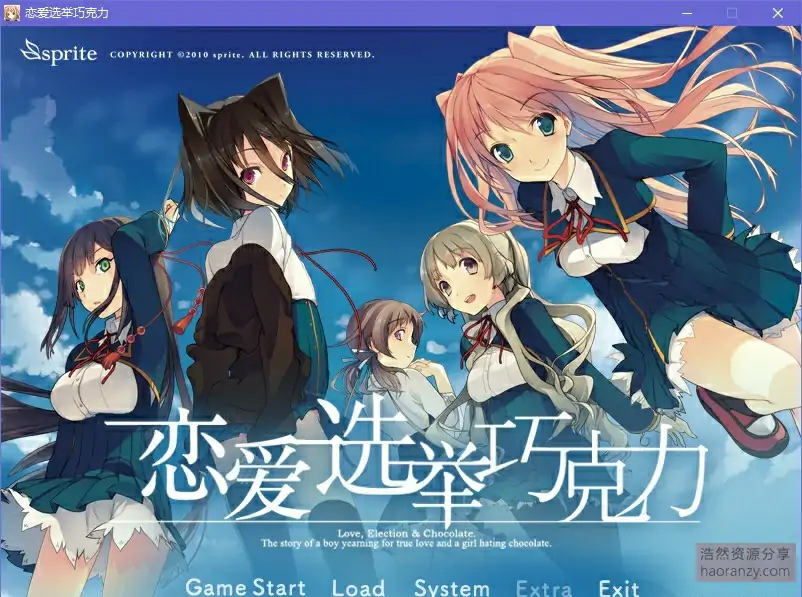 恋爱选举巧克力
sprite COPYRIGHT ©2010 sprite. ALL RIGHTS RESERVED.
恋爱选举巧克力
Love, Election & Chocolate.
The story of a boy yearning for true love and a girl hating chocolate.
浩然资源分享
haoranzy.com
Game Start Load System Extra Exit